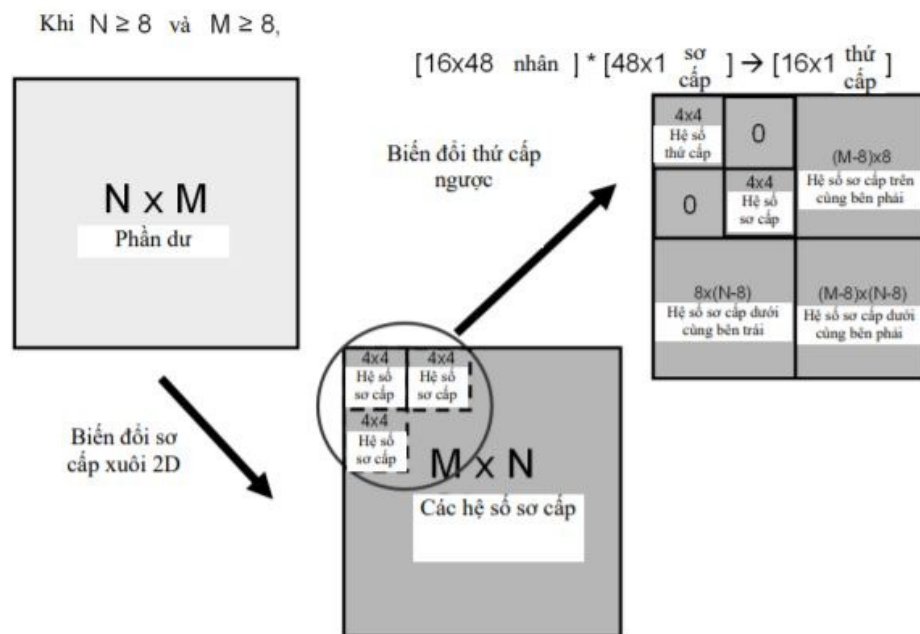 Khi N ≥ 8 và M ≥ 8,
[16x48 nhân ] * [48x1 sơ cấp ] → [16x1 thứ cấp ]
N x M
Phần dư
Biến đổi thứ cấp
ngược
4x4
Hệ số
thứ cấp
0
(M-8)x8
Hệ số sơ cấp trên
cùng bên phải
0
4x4
Hệ số
sơ cấp
8x(N-8)
Hệ số sơ cấp dưới
cùng bên trái
(M-8)x(N-8)
Hệ số sơ cấp dưới
cùng bên phải
Biến đổi sơ
cấp xuôi 2D
4x4
Hệ số
sơ cấp
4x4
Hệ số
sơ cấp
4x4
Hệ số
sơ cấp
M x N
Các hệ số sơ cấp